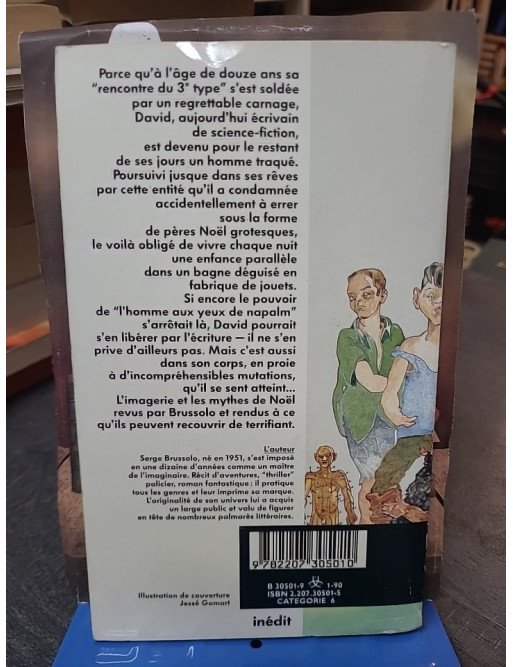 Parce qu'à l'âge de douze ans sa
"rencontre du 3e type" s'est soldée
par un regrettable carnage,
David, aujourd'hui écrivain
de science-fiction,
est devenu pour le restant
de ses jours un homme traqué.
Poursuivi jusque dans ses rêves
par cette entité qu'il a condamnée
accidentellement à errer
sous la forme
de pères Noël grotesques,
le voilà obligé de vivre chaque nuit
une enfance parallèle
dans un bagne déguisé en
fabrique de jouets.
Si encore le pouvoir
de "l'homme aux yeux de napalm"
s'arrêtait là, David pourrait
s'en libérer par l'écriture — il ne s'en
prive d'ailleurs pas. Mais c'est aussi
dans son corps, en proie
à d'incompréhensibles mutations,
qu'il se sent atteint...
L'imagerie et les mythes de Noël
revus par Brussolo et rendus à ce
qu'ils peuvent recouvrir de terrifiant.
L'auteur
Serge Brussolo, né en 1951, s'est imposé
en une dizaine d'années comme un maître
de l'imaginaire. Récit d'aventures, "thriller"
policier, roman fantastique : il pratique
tous les genres et leur imprime sa marque.
L'originalité de son univers lui a acquis
un large public et valu de figurer
en tête de nombreux palmarès littéraires.
9 782207 305010
B 30501-9 1-90
ISBN 2.207.30501-5
CATEGORIE 6
Illustration de couverture
Jessé Gomart
inédit